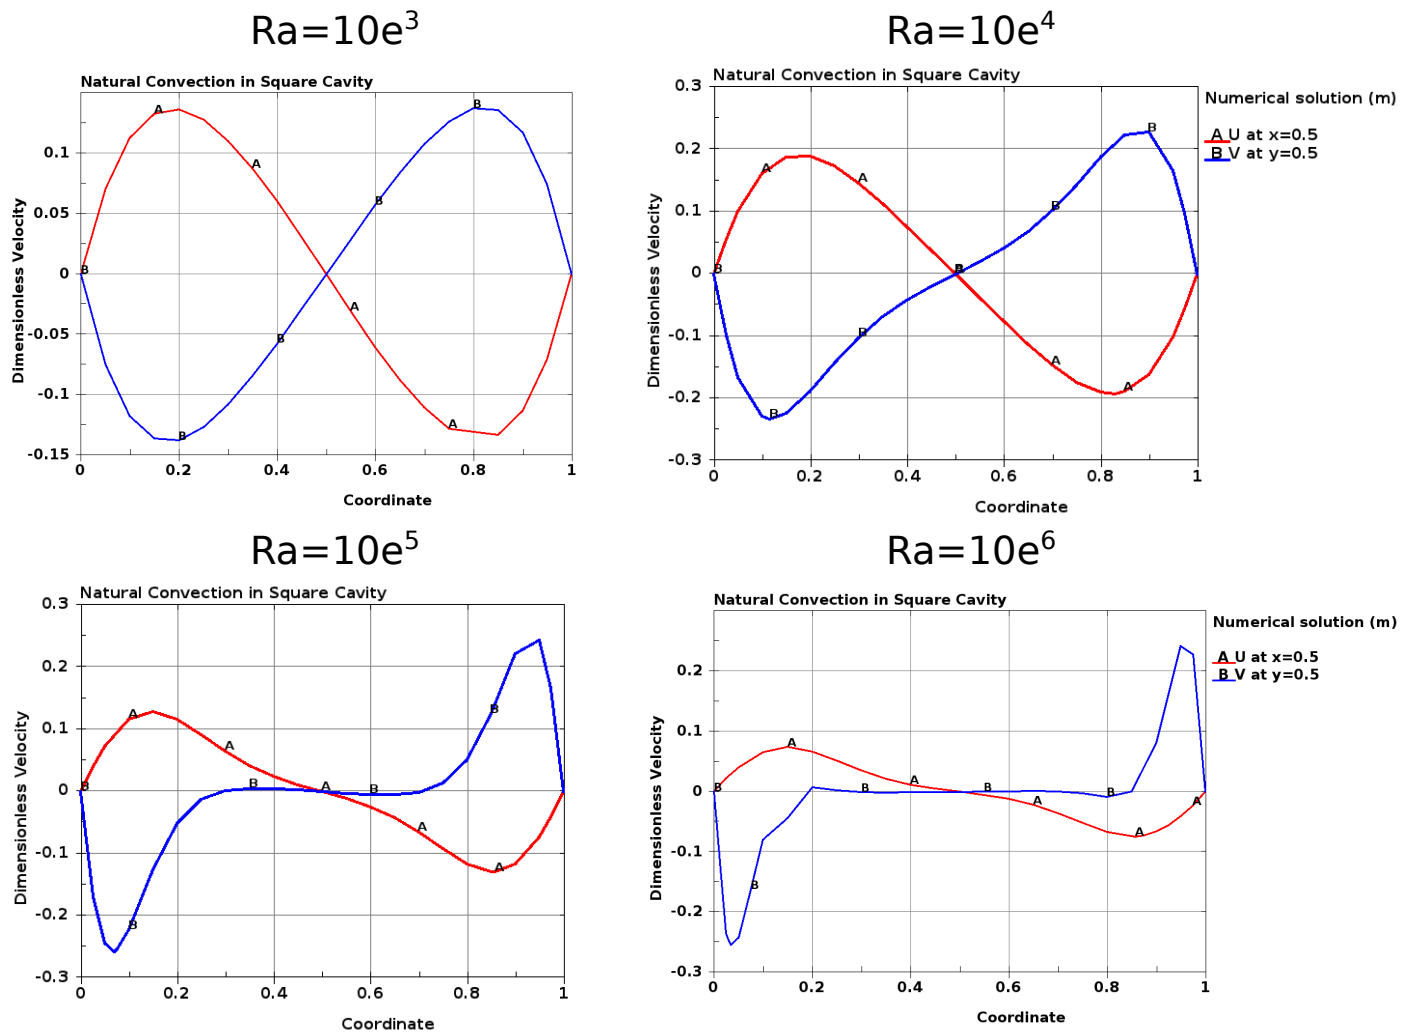 Ra=10e³
Natural Convection in Square Cavity
0.1
0.05
0
-0.05
-0.1
-0.15
0 0.2 0.4 0.6 0.8 1
Dimensionless Velocity
Coordinate
A A A A
B B B B B
Ra=10e⁴
Natural Convection in Square Cavity
0.3
0.2
0.1
0
-0.1
-0.2
-0.3
0 0.2 0.4 0.6 0.8 1
Dimensionless Velocity
Coordinate
A A A A
B B B B B B
Numerical solution (m)
A U at x=0.5
B V at y=0.5
Ra=10e⁵
Natural Convection in Square Cavity
0.3
0.2
0.1
0
-0.1
-0.2
-0.3
0 0.2 0.4 0.6 0.8 1
Dimensionless Velocity
Coordinate
A A A A A
B B B B B
Ra=10e⁶
Natural Convection in Square Cavity
0.2
0.1
0
-0.1
-0.2
-0.3
0 0.2 0.4 0.6 0.8 1
Dimensionless Velocity
Coordinate
A A A A A
B B B B B
Numerical solution (m)
A U at x=0.5
B V at y=0.5